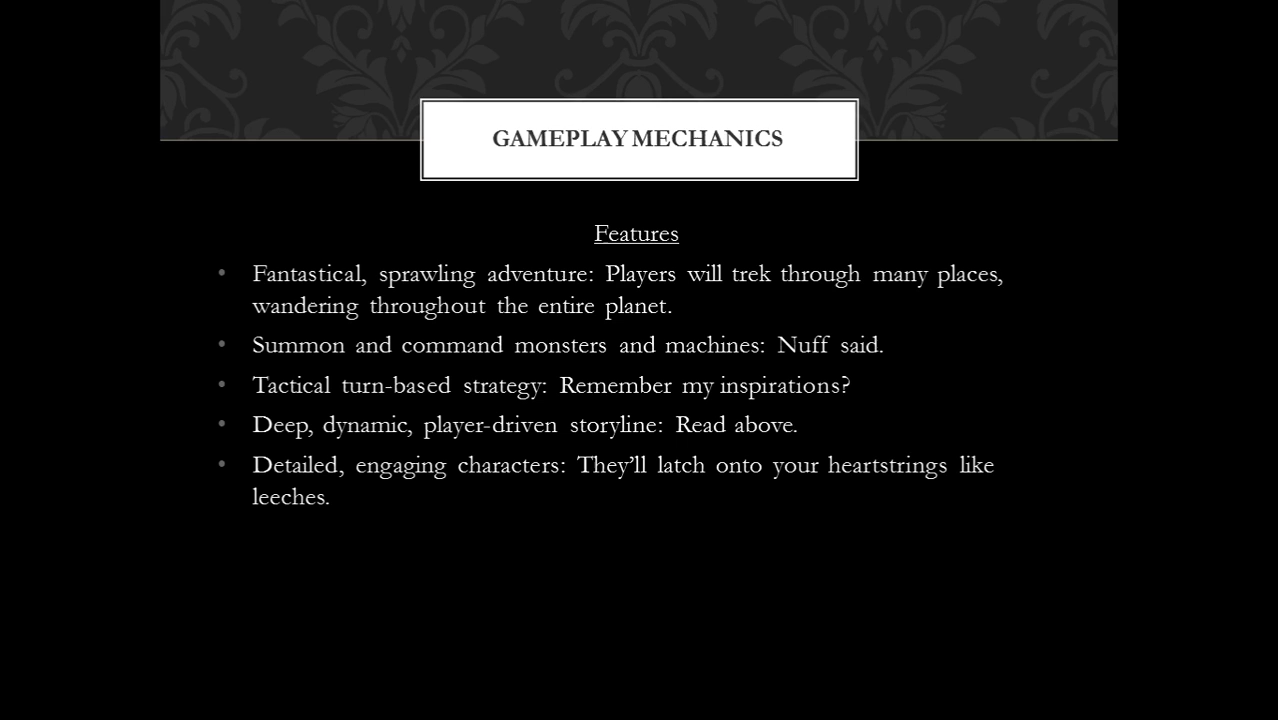 GAMEPLAY MECHANICS
Features
• Fantastical, sprawling adventure: Players will trek through many places,
wandering throughout the entire planet.
• Summon and command monsters and machines: Nuff said.
• Tactical turn-based strategy: Remember my inspirations?
• Deep, dynamic, player-driven storyline: Read above.
• Detailed, engaging characters: They’ll latch onto your heartstrings like
leeches.